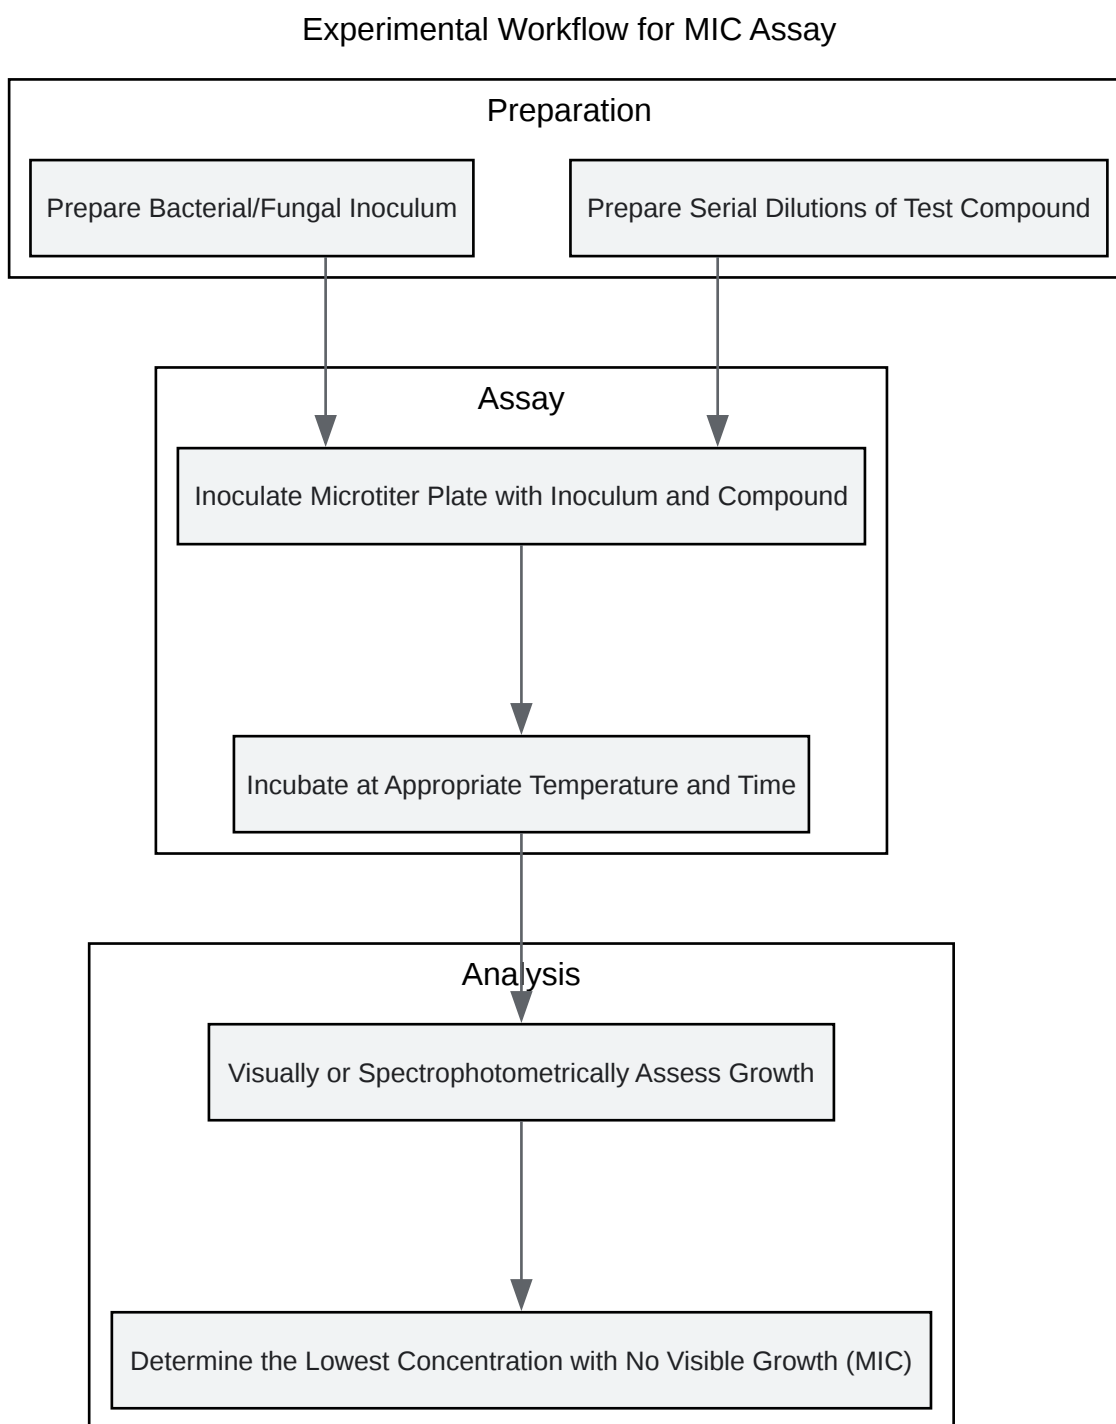 Experimental Workflow for MIC Assay
Preparation
Prepare Bacterial/Fungal Inoculum
Prepare Serial Dilutions of Test Compound
Assay
Inoculate Microtiter Plate with Inoculum and Compound
Incubate at Appropriate Temperature and Time
Analysis
Visually or Spectrophotometrically Assess Growth
Determine the Lowest Concentration with No Visible Growth (MIC)